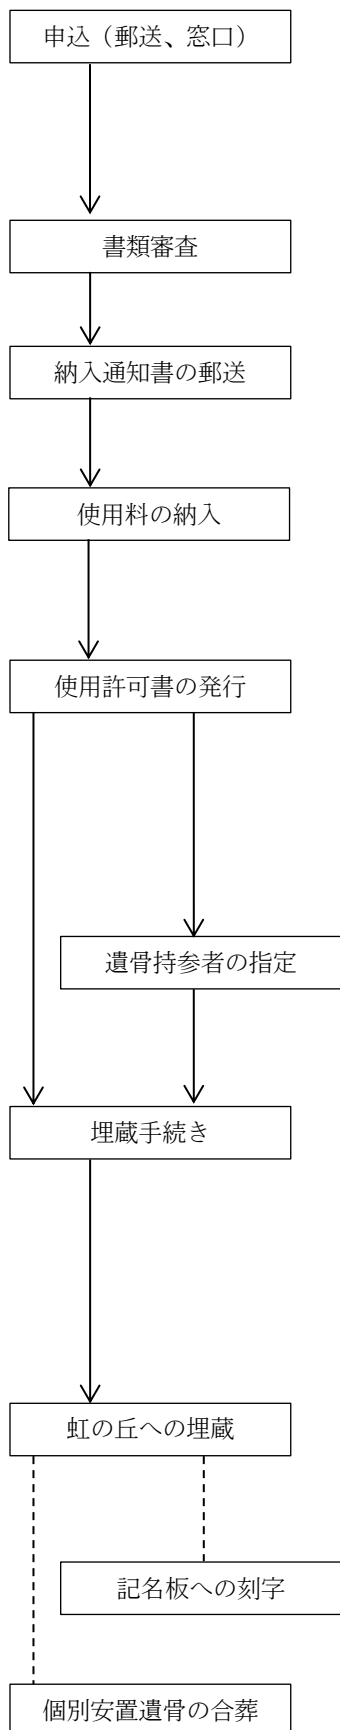 申込（郵送、窓口）
書類審査
納入通知書の郵送
使用料の納入
使用許可書の発行
遺骨持参者の指定
埋蔵手続き
虹の丘への埋蔵
記名板への刻字
個別安置遺骨の合葬